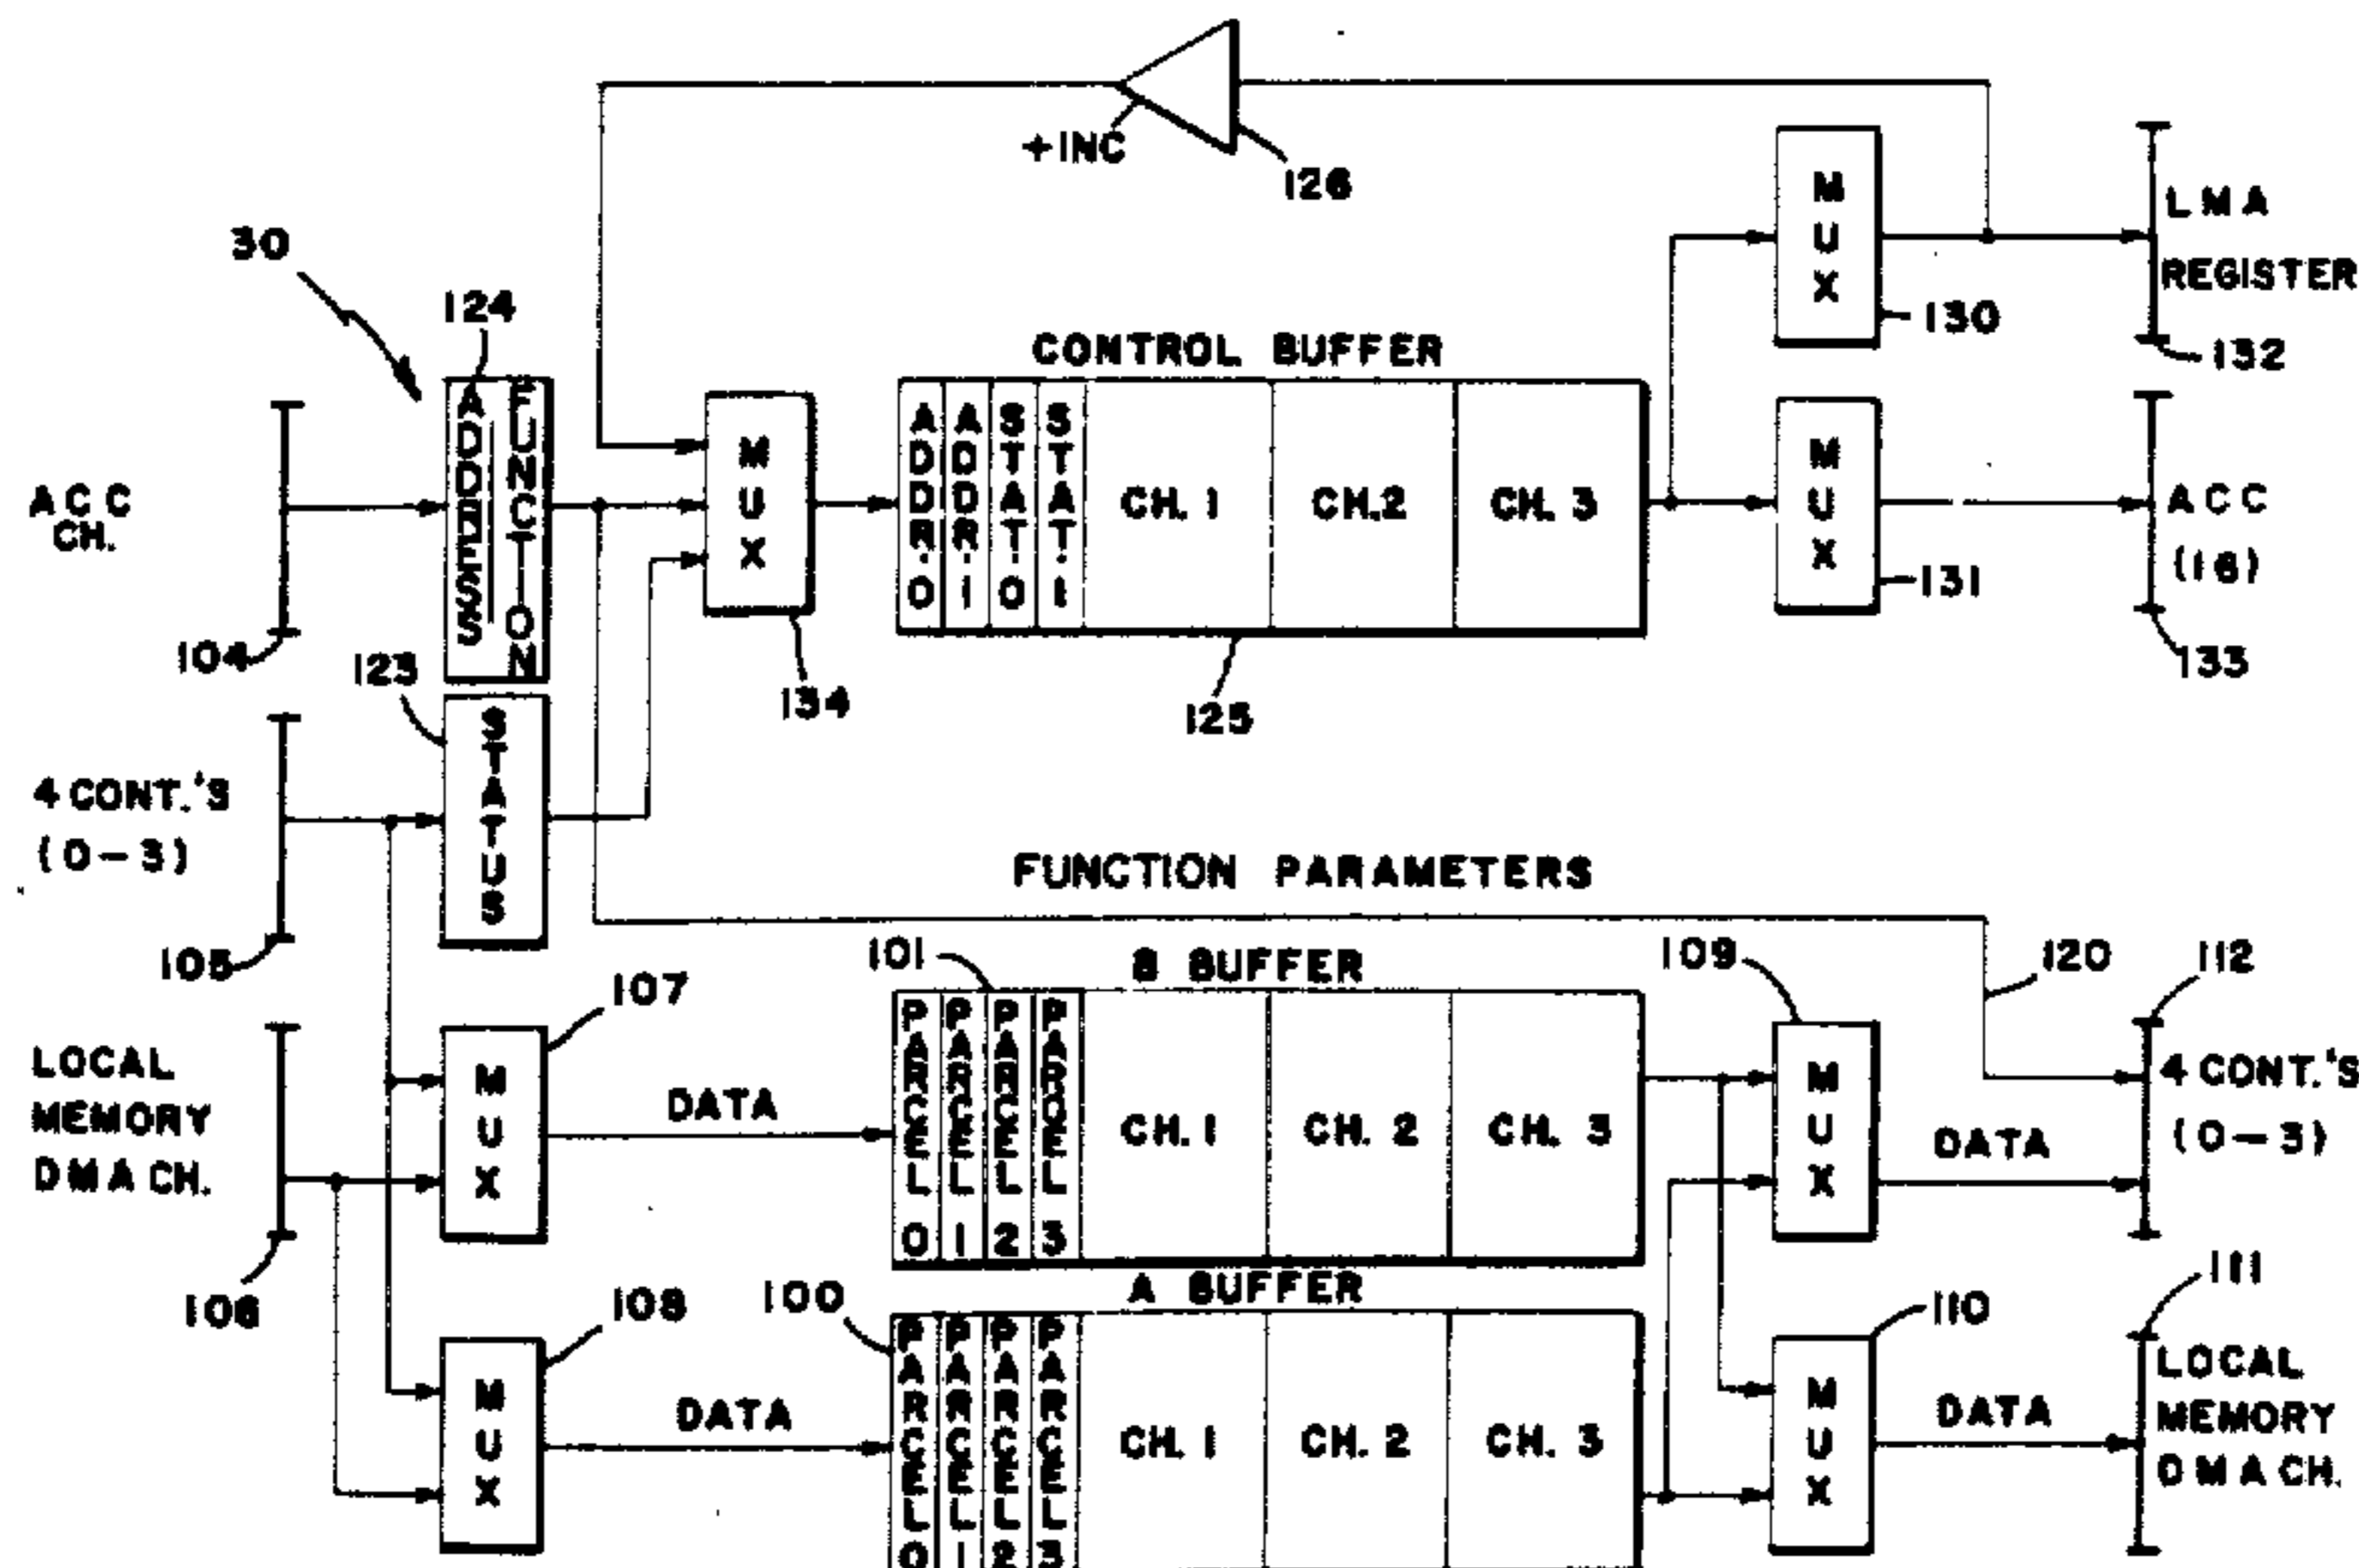 +INC
126
MUX
LMA
REGISTER
130
132
30
124
ADDRESS
FUNCTION
ACC
CH.
104
MUX
134
CONTROL BUFFER
ADDR.0
ADDR.1
STAT.0
STAT.1
CH. 1
CH.2
CH. 3
125
MUX
131
ACC
(16)
133
123
STATUS
4 CONT.'S
(0-3)
105
FUNCTION PARAMETERS
120
112
107
MUX
DATA
101
B BUFFER
PARCEL 0
PARCEL 1
PARCEL 2
PARCEL 3
CH. 1
CH. 2
CH. 3
109
MUX
DATA
4 CONT.'S
(0-3)
LOCAL
MEMORY
DMA CH.
106
108
MUX
DATA
100
A BUFFER
PARCEL 0
PARCEL 1
PARCEL 2
PARCEL 3
CH. 1
CH. 2
CH. 3
110
MUX
DATA
111
LOCAL
MEMORY
DMA CH.